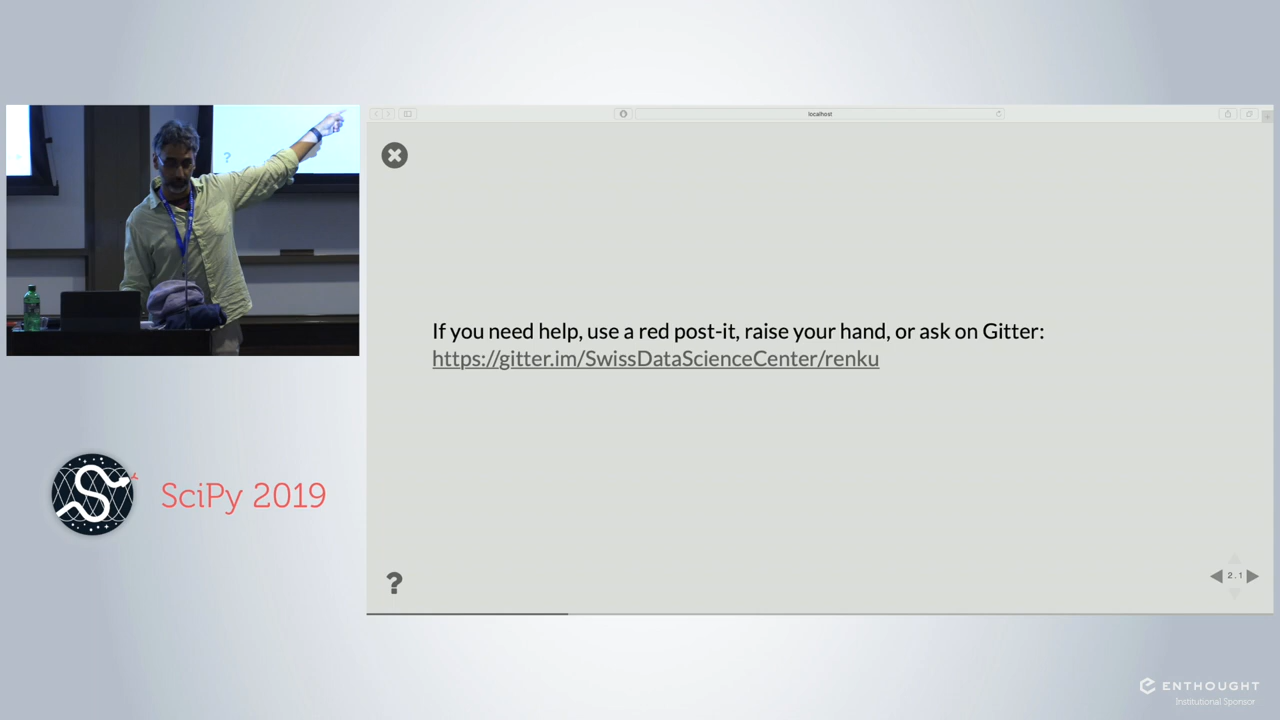 localhost
?
If you need help, use a red post-it, raise your hand, or ask on Gitter:
https://gitter.im/SwissDataScienceCenter/renku
SciPy 2019
?
2.1
ENTHOUGHT
Institutional Sponsor